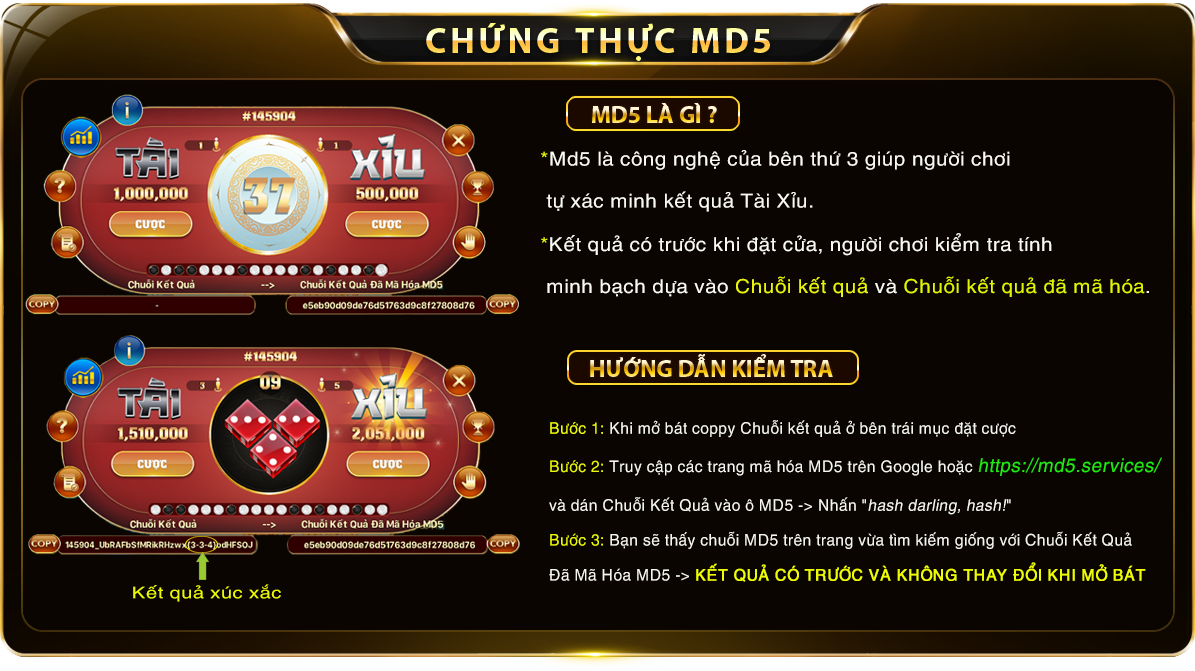 CHỨNG THỰC MD5
#145904
TÀI
1
1
XỈU
1,000,000
37
500,000
CƯỢC
CƯỢC
Chuỗi Kết Quả --> Chuỗi Kết Quả Đã Mã Hóa MD5
COPY - e5eb90d09de76d51763d9c8f27808d76 COPY
MD5 LÀ GÌ ?
*Md5 là công nghệ của bên thứ 3 giúp người chơi
tự xác minh kết quả Tài Xỉu.
*Kết quả có trước khi đặt cửa, người chơi kiểm tra tính
minh bạch dựa vào Chuỗi kết quả và Chuỗi kết quả đã mã hóa.
#145904
TÀI
3
09
5
XỈU
1,510,000
2,051,000
CƯỢC
CƯỢC
Chuỗi Kết Quả --> Chuỗi Kết Quả Đã Mã Hóa MD5
COPY e5eb90d09de76d51763d9c8f27808d76 COPY
Kết quả xúc xắc
HƯỚNG DẪN KIỂM TRA
Bước 1: Khi mở bát coppy Chuỗi kết quả ở bên trái mục đặt cược
Bước 2: Truy cập các trang mã hóa MD5 trên Google hoặc https://md5.services/
và dán Chuỗi Kết Quả vào ô MD5 -> Nhấn "hash darling, hash!"
Bước 3: Bạn sẽ thấy chuỗi MD5 trên trang vừa tìm kiếm giống với Chuỗi Kết Quả
Đã Mã Hóa MD5 -> KẾT QUẢ CÓ TRƯỚC VÀ KHÔNG THAY ĐỔI KHI MỞ BÁT